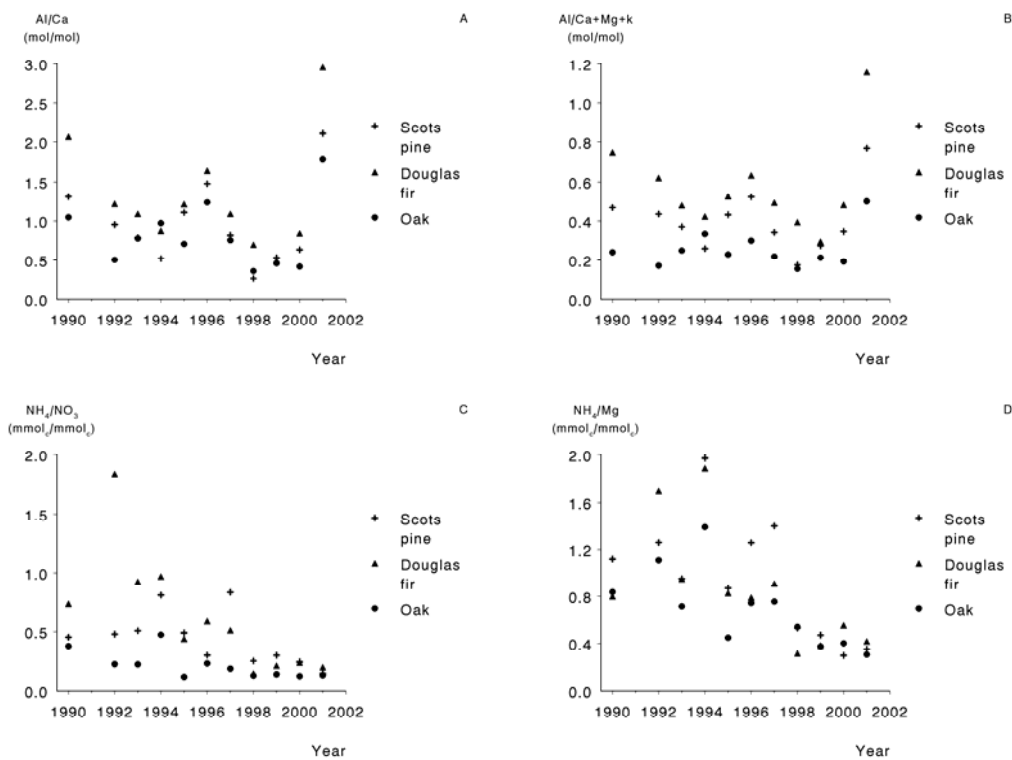 Al/Ca
(mol/mol)
A
3.0
2.5
2.0
1.5
1.0
0.5
0.0
1990 1992 1994 1996 1998 2000 2002
Year
Scots
pine
Douglas
fir
Oak
Al/Ca+Mg+k
(mol/mol)
B
1.2
1.0
0.8
0.6
0.4
0.2
0.0
1990 1992 1994 1996 1998 2000 2002
Year
Scots
pine
Douglas
fir
Oak
NH₄/NO₃
(mmol꜀/mmol꜀)
C
2.0
1.5
1.0
0.5
0.0
1990 1992 1994 1996 1998 2000 2002
Year
Scots
pine
Douglas
fir
Oak
NH₄/Mg
(mmol꜀/mmol꜀)
D
2.0
1.6
1.2
0.8
0.4
0.0
1990 1992 1994 1996 1998 2000 2002
Year
Scots
pine
Douglas
fir
Oak